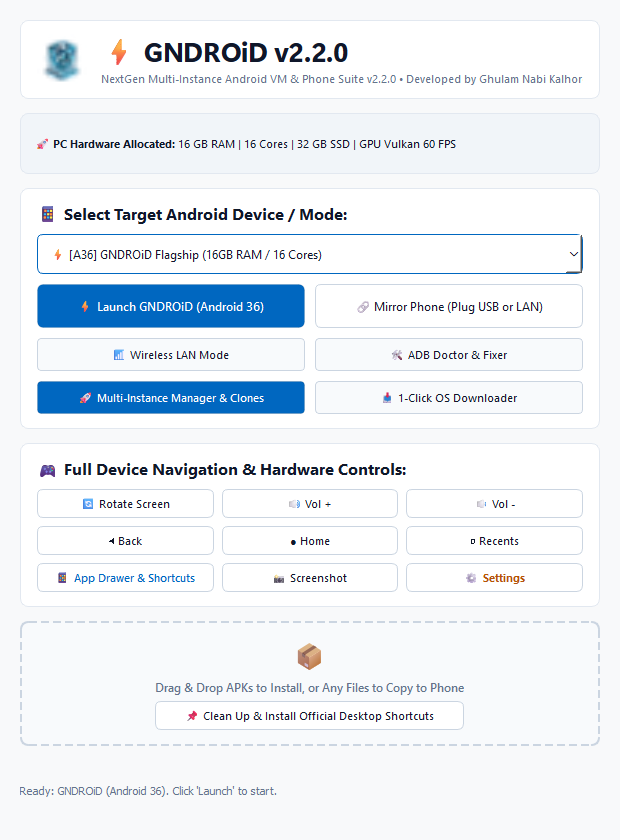 GNDROiD v2.2.0
NextGen Multi-Instance Android VM & Phone Suite v2.2.0 • Developed by Ghulam Nabi Kalhor
PC Hardware Allocated: 16 GB RAM | 16 Cores | 32 GB SSD | GPU Vulkan 60 FPS
Select Target Android Device / Mode:
[A36] GNDROiD Flagship (16GB RAM / 16 Cores)
Launch GNDROiD (Android 36)
Mirror Phone (Plug USB or LAN)
Wireless LAN Mode
ADB Doctor & Fixer
Multi-Instance Manager & Clones
1-Click OS Downloader
Full Device Navigation & Hardware Controls:
Rotate Screen
Vol +
Vol -
Back
Home
Recents
App Drawer & Shortcuts
Screenshot
Settings
Drag & Drop APKs to Install, or Any Files to Copy to Phone
Clean Up & Install Official Desktop Shortcuts
Ready: GNDROiD (Android 36). Click 'Launch' to start.